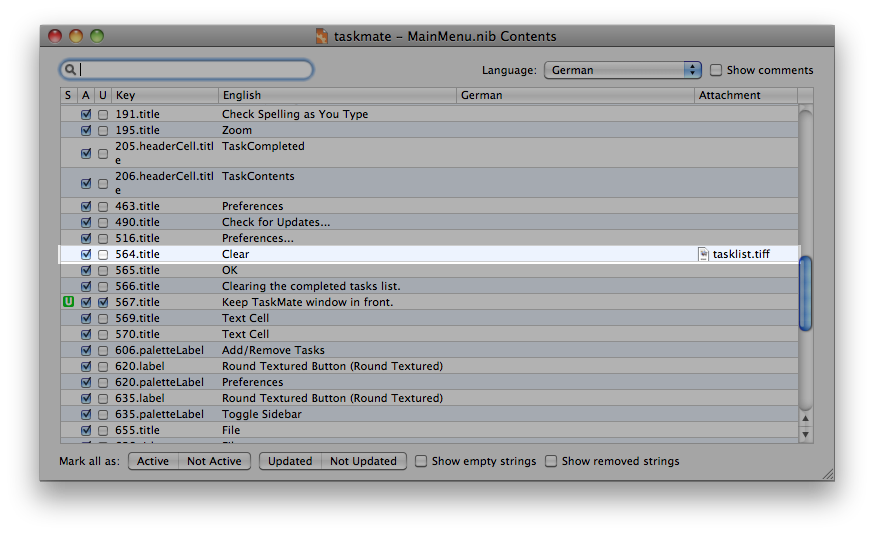 taskmate – MainMenu.nib Contents
Language: German Show comments
S A U Key English German Attachment
191.title Check Spelling as You Type
195.title Zoom
205.headerCell.titl TaskCompleted
e
206.headerCell.titl TaskContents
e
463.title Preferences
490.title Check for Updates...
516.title Preferences...
564.title Clear tasklist.tiff
565.title OK
566.title Clearing the completed tasks list.
U 567.title Keep TaskMate window in front.
569.title Text Cell
570.title Text Cell
606.paletteLabel Add/Remove Tasks
620.label Round Textured Button (Round Textured)
620.paletteLabel Preferences
635.label Round Textured Button (Round Textured)
635.paletteLabel Toggle Sidebar
655.title File
Mark all as: Active Not Active Updated Not Updated Show empty strings Show removed strings